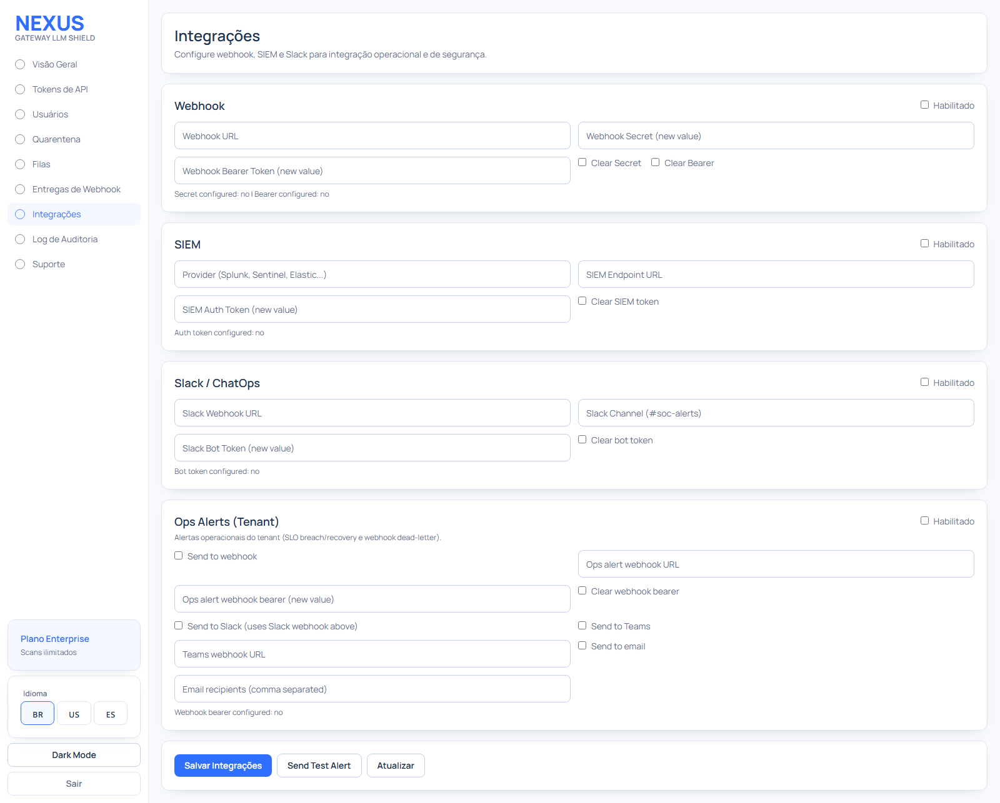 NEXUS
GATEWAY LLM SHIELD
Visão Geral
Tokens de API
Usuários
Quarentena
Filas
Entregas de Webhook
Integrações
Log de Auditoria
Suporte
Plano Enterprise
Scans ilimitados
Idioma
BR US ES
Dark Mode
Sair
Integrações
Configure webhook, SIEM e Slack para integração operacional e de segurança.
Webhook Habilitado
Webhook URL Webhook Secret (new value)
Webhook Bearer Token (new value) Clear Secret Clear Bearer
Secret configured: no | Bearer configured: no
SIEM Habilitado
Provider (Splunk, Sentinel, Elastic...) SIEM Endpoint URL
SIEM Auth Token (new value) Clear SIEM token
Auth token configured: no
Slack / ChatOps Habilitado
Slack Webhook URL Slack Channel (#soc-alerts)
Slack Bot Token (new value) Clear bot token
Bot token configured: no
Ops Alerts (Tenant) Habilitado
Alertas operacionais do tenant (SLO breach/recovery e webhook dead-letter).
Send to webhook Ops alert webhook URL
Ops alert webhook bearer (new value) Clear webhook bearer
Send to Slack (uses Slack webhook above) Send to Teams
Teams webhook URL Send to email
Email recipients (comma separated)
Webhook bearer configured: no
Salvar Integrações Send Test Alert Atualizar